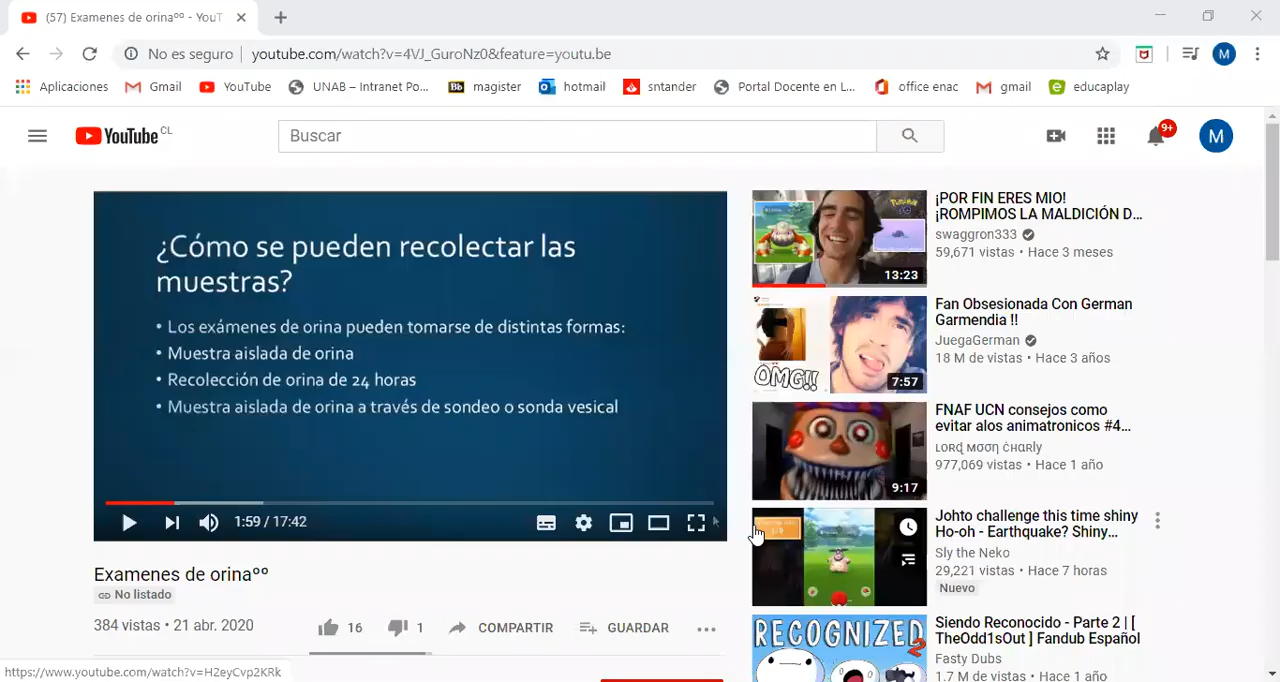 (57) Examenes de orinaºº - YouT
No es seguro
youtube.com/watch?v=4VJ_GuroNz0&feature=youtu.be
Aplicaciones
Gmail
YouTube
UNAB – Intranet Po...
Bb
magister
hotmail
sntander
Portal Docente en L...
office enac
gmail
educaplay
YouTube CL
Buscar
9+
M
¿Cómo se pueden recolectar las
muestras?
• Los exámenes de orina pueden tomarse de distintas formas:
• Muestra aislada de orina
• Recolección de orina de 24 horas
• Muestra aislada de orina a través de sondeo o sonda vesical
1:59 / 17:42
Examenes de orinaºº
No listado
384 vistas • 21 abr. 2020
16
1
COMPARTIR
GUARDAR
13:23
¡POR FIN ERES MIO!
¡ROMPIMOS LA MALDICIÓN D...
swaggron333
59,671 vistas • Hace 3 meses
OMG!!
7:57
Fan Obsesionada Con German
Garmendia !!
JuegaGerman
18 M de vistas • Hace 3 años
9:17
FNAF UCN consejos como
evitar alos animatronicos #4...
ʟᴏʀɖ ᴍσση ċнαʀʟy
977,069 vistas • Hace 1 año
Johto challenge this time shiny
Ho-oh - Earthquake? Shiny...
Sly the Neko
29,221 vistas • Hace 7 horas
Nuevo
RECOGNIZED
2
Siendo Reconocido - Parte 2 | [
TheOdd1sOut ] Fandub Español
Fasty Dubs
1.7 M de vistas • Hace 1 año
https://www.youtube.com/watch?v=H2eyCvp2KRk